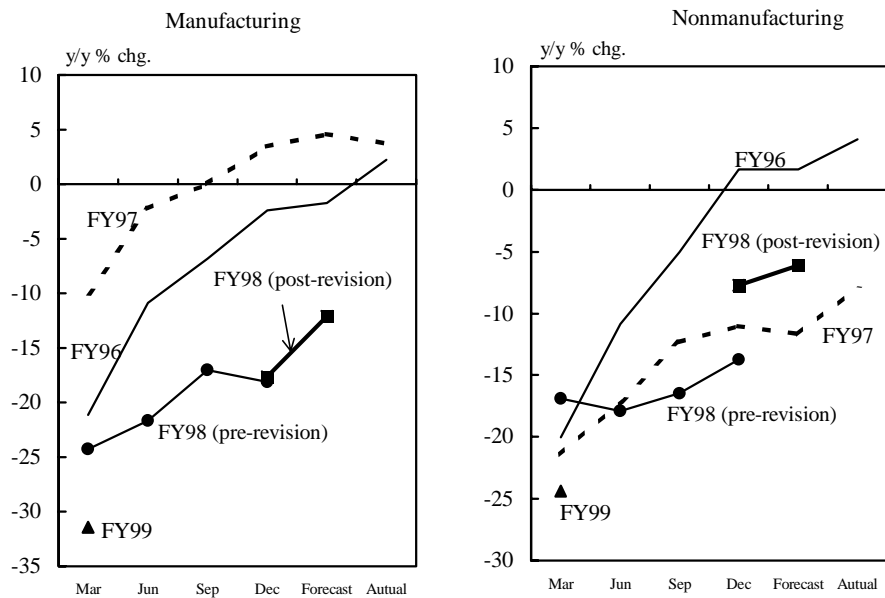 Manufacturing
y/y % chg.
10
5
0
-5
-10
-15
-20
-25
-30
-35
FY97
FY96
FY98 (post-revision)
FY98 (pre-revision)
FY99
Mar Jun Sep Dec Forecast Autual
Nonmanufacturing
y/y % chg.
10
5
0
-5
-10
-15
-20
-25
-30
FY96
FY98 (post-revision)
FY97
FY98 (pre-revision)
FY99
Mar Jun Sep Dec Forecast Autual